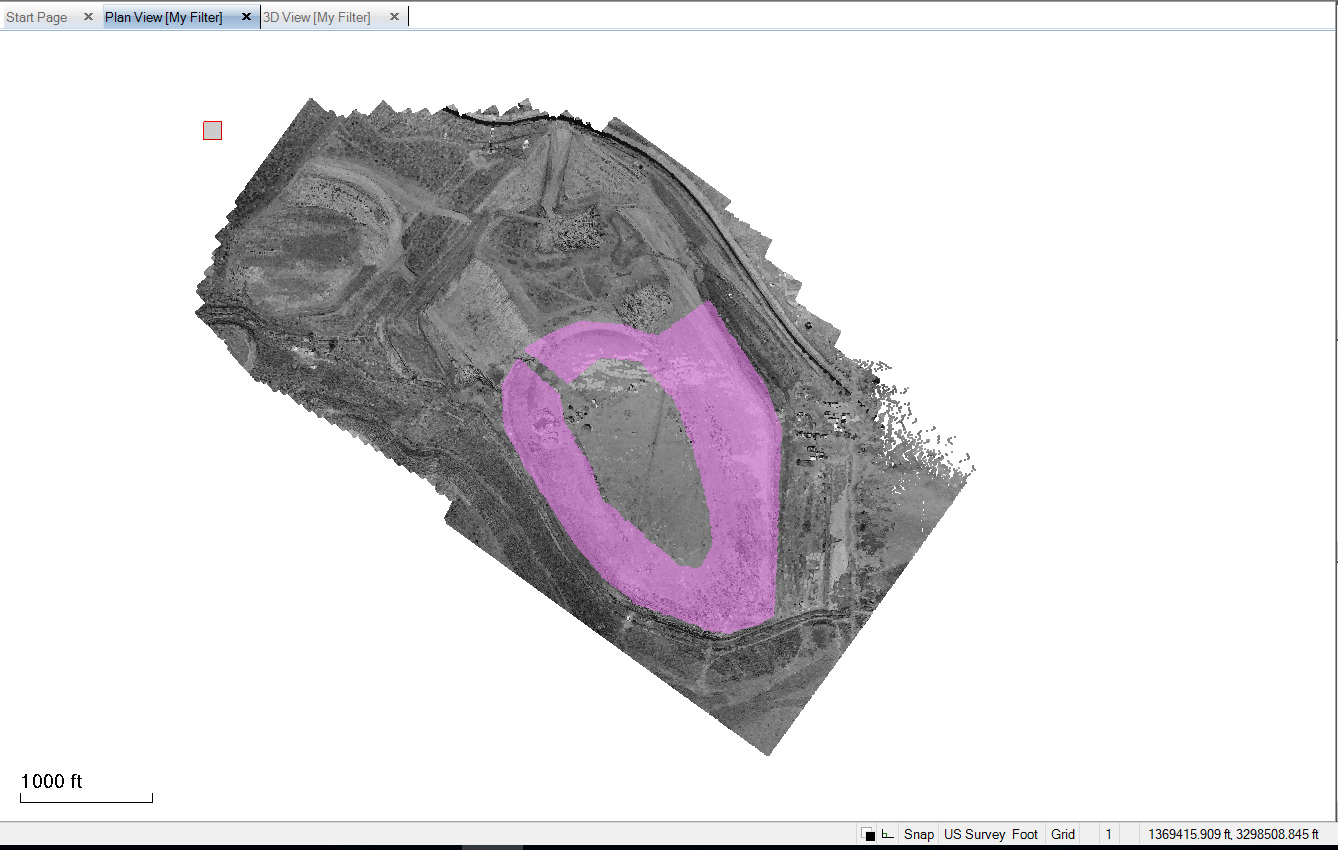 Start Page
Plan View [My Filter]
3D View [My Filter]
1000 ft
Snap US Survey Foot Grid 1 1369415.909 ft, 3298508.845 ft